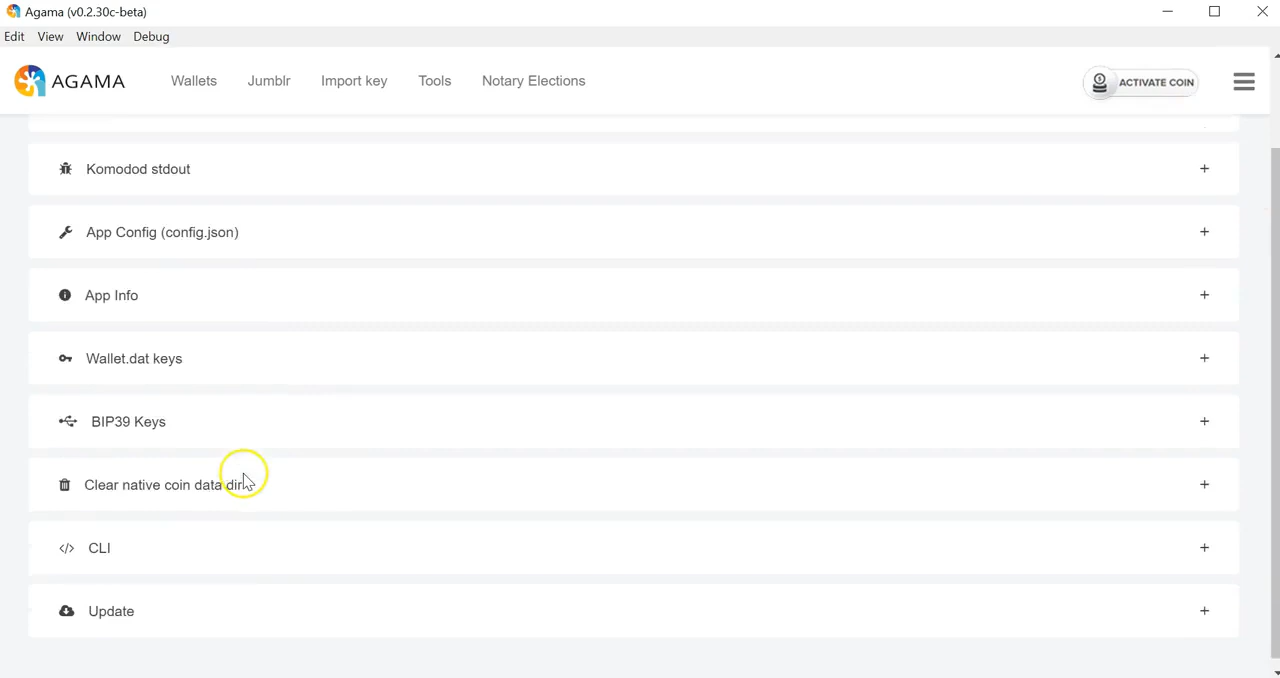 Agama (v0.2.30c-beta)
Edit View Window Debug
AGAMA Wallets Jumblr Import key Tools Notary Elections ACTIVATE COIN
Komodod stdout +
App Config (config.json) +
App Info +
Wallet.dat keys +
BIP39 Keys +
Clear native coin data dir +
CLI +
Update +